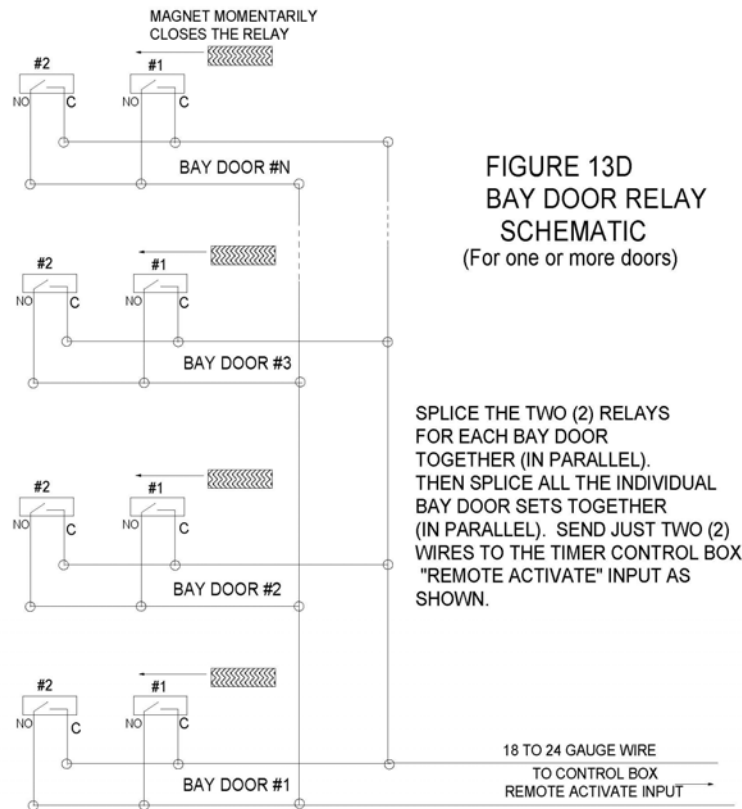 MAGNET MOMENTARILY
CLOSES THE RELAY
#2 #1
NO C NO C
BAY DOOR #N
FIGURE 13D
BAY DOOR RELAY
SCHEMATIC
(For one or more doors)
#2 #1
NO C NO C
BAY DOOR #3
SPLICE THE TWO (2) RELAYS
FOR EACH BAY DOOR
TOGETHER (IN PARALLEL).
THEN SPLICE ALL THE INDIVIDUAL
BAY DOOR SETS TOGETHER
(IN PARALLEL). SEND JUST TWO (2)
WIRES TO THE TIMER CONTROL BOX
"REMOTE ACTIVATE" INPUT AS
SHOWN.
#2 #1
NO C NO C
BAY DOOR #2
#2 #1
NO C NO C
BAY DOOR #1
18 TO 24 GAUGE WIRE
TO CONTROL BOX
REMOTE ACTIVATE INPUT